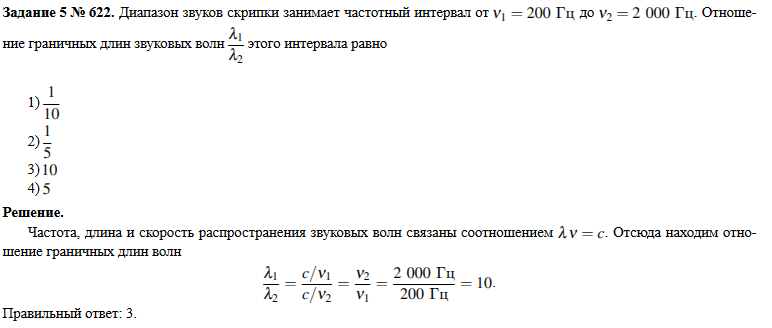 Задание 5 № 622. Диапазон звуков скрипки занимает частотный интервал от ν₁ = 200 Гц до ν₂ = 2 000 Гц. Отноше-
ние граничных длин звуковых волн λ₁/λ₂ этого интервала равно
1) 1/10
2) 1/5
3) 10
4) 5
Решение.
Частота, длина и скорость распространения звуковых волн связаны соотношением λν = c. Отсюда находим отно-
шение граничных длин волн
λ₁/λ₂ = (c/ν₁)/(c/ν₂) = ν₂/ν₁ = 2 000 Гц/200 Гц = 10.
Правильный ответ: 3.